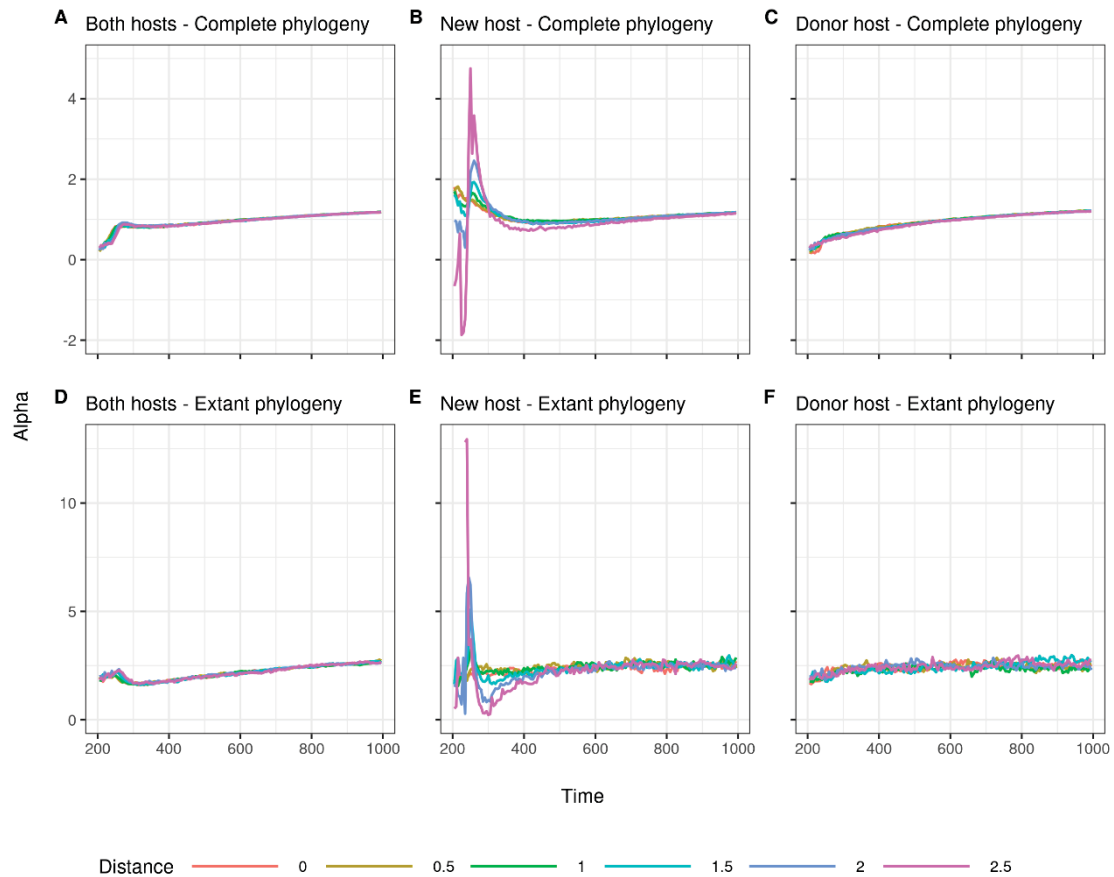 A Both hosts - Complete phylogeny
B New host - Complete phylogeny
C Donor host - Complete phylogeny
4
2
0
-2
D Both hosts - Extant phylogeny
E New host - Extant phylogeny
F Donor host - Extant phylogeny
Alpha
10
5
0
200 400 600 800 1000
200 400 600 800 1000
200 400 600 800 1000
Time
Distance 0 0.5 1 1.5 2 2.5